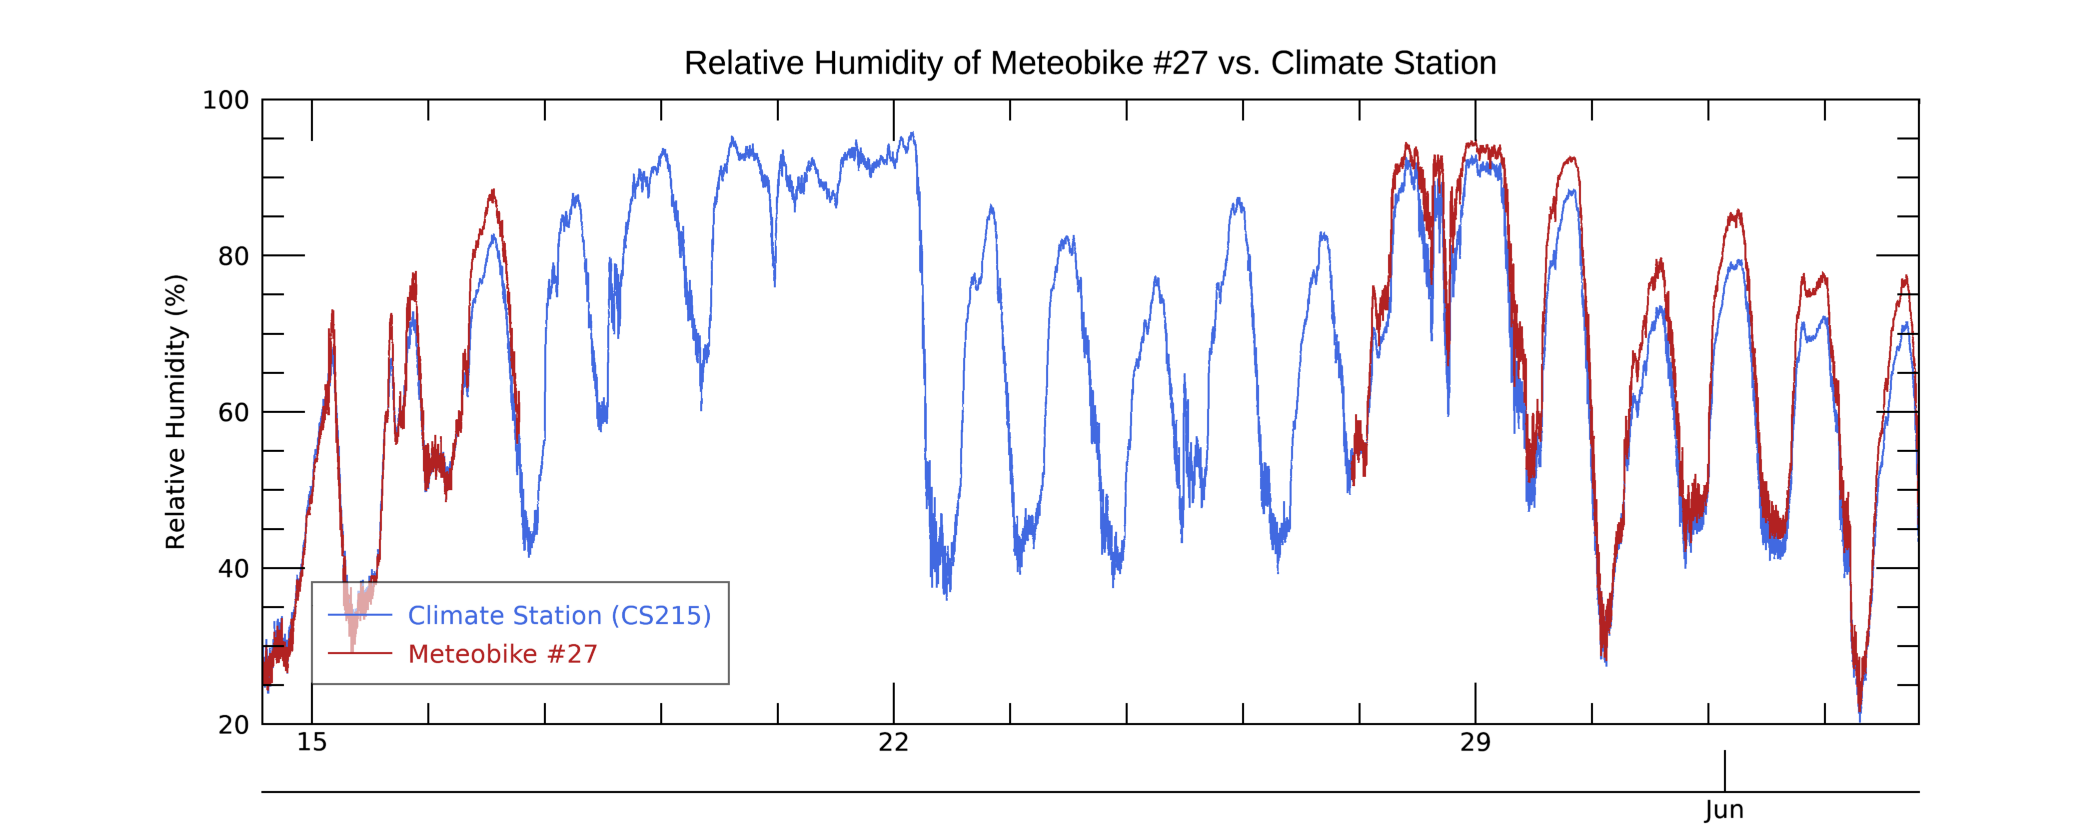 Relative Humidity of Meteobike #27 vs. Climate Station
Relative Humidity (%)
100
80
60
40
20
Climate Station (CS215)
Meteobike #27
15 22 29
Jun